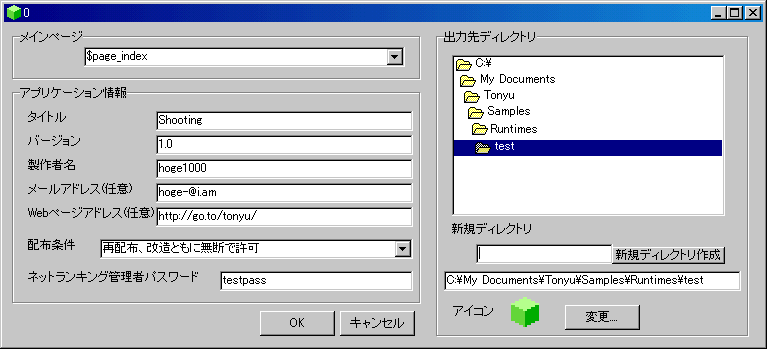 0
メインページ
$page_index
アプリケーション情報
タイトル
Shooting
バージョン
1.0
製作者名
hoge1000
メールアドレス(任意)
hoge-@i.am
Webページアドレス(任意)
http://go.to/tonyu/
配布条件
再配布、改造ともに無断で許可
ネットランキング管理者パスワード
testpass
OK
キャンセル
出力先ディレクトリ
C:¥
My Documents
Tonyu
Samples
Runtimes
test
新規ディレクトリ
新規ディレクトリ作成
C:¥My Documents¥Tonyu¥Samples¥Runtimes¥test
アイコン
変更...